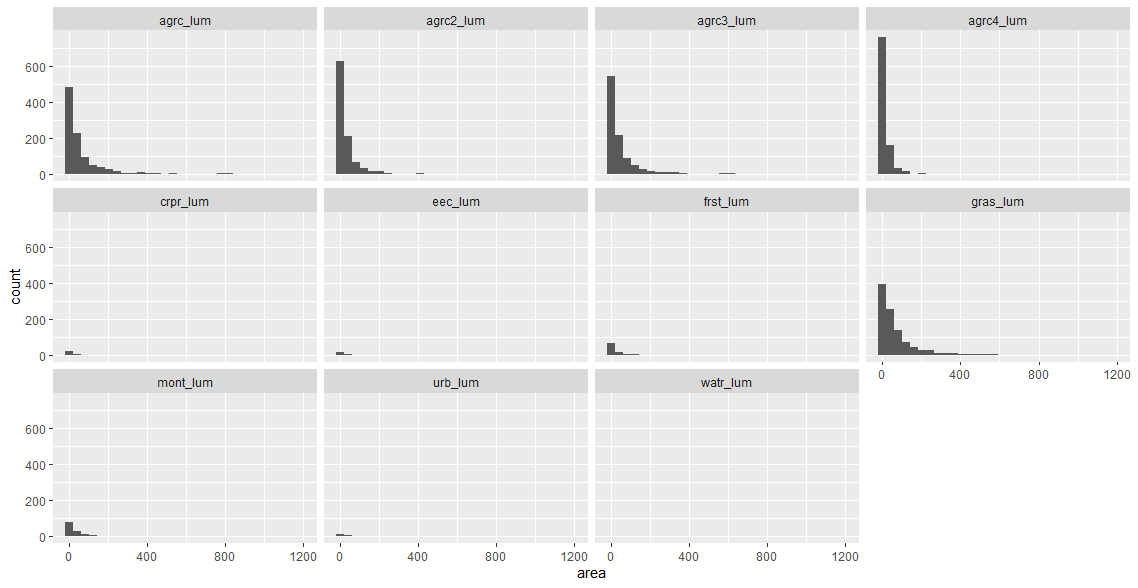 agrc_lum agrc2_lum agrc3_lum agrc4_lum
600
400
200
0
crpr_lum eec_lum frst_lum gras_lum
600
400
200
0
count
0 400 800 1200
mont_lum urb_lum watr_lum
600
400
200
0
0 400 800 1200 0 400 800 1200 0 400 800 1200
area